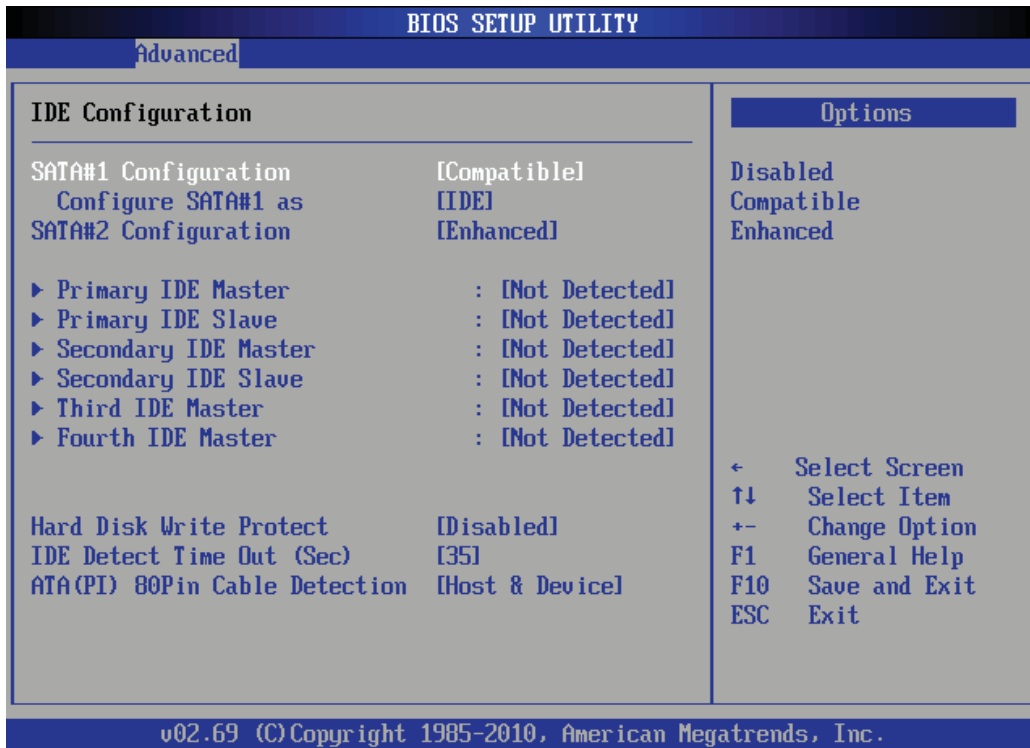 BIOS SETUP UTILITY
Advanced
IDE Configuration
SATA#1 Configuration [Compatible]
Configure SATA#1 as [IDE]
SATA#2 Configuration [Enhanced]
▶ Primary IDE Master : [Not Detected]
▶ Primary IDE Slave : [Not Detected]
▶ Secondary IDE Master : [Not Detected]
▶ Secondary IDE Slave : [Not Detected]
▶ Third IDE Master : [Not Detected]
▶ Fourth IDE Master : [Not Detected]
Hard Disk Write Protect [Disabled]
IDE Detect Time Out (Sec) [35]
ATA(PI) 80Pin Cable Detection [Host & Device]
Options
Disabled
Compatible
Enhanced
← Select Screen
↑↓ Select Item
+- Change Option
F1 General Help
F10 Save and Exit
ESC Exit
v02.69 (C)Copyright 1985-2010, American Megatrends, Inc.